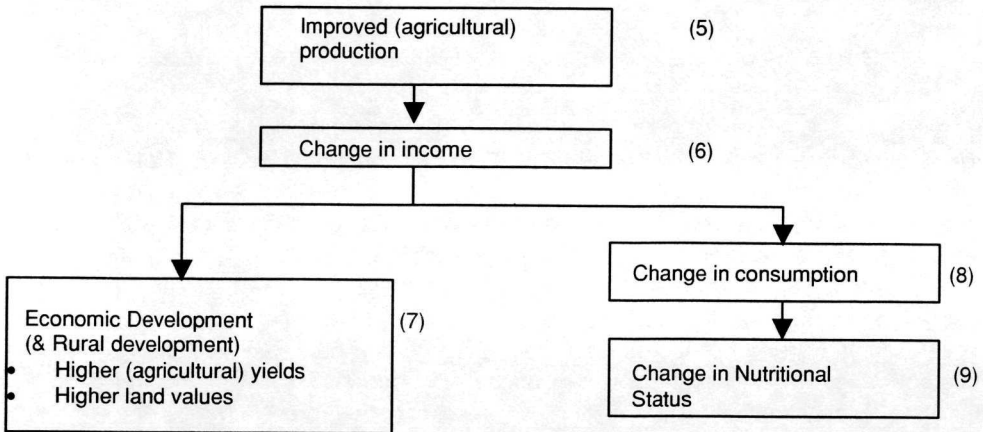 Improved (agricultural)
production
(5)
Change in income
(6)
Change in consumption
(8)
Economic Development
(& Rural development)
• Higher (agricultural) yields
• Higher land values
(7)
Change in Nutritional
Status
(9)